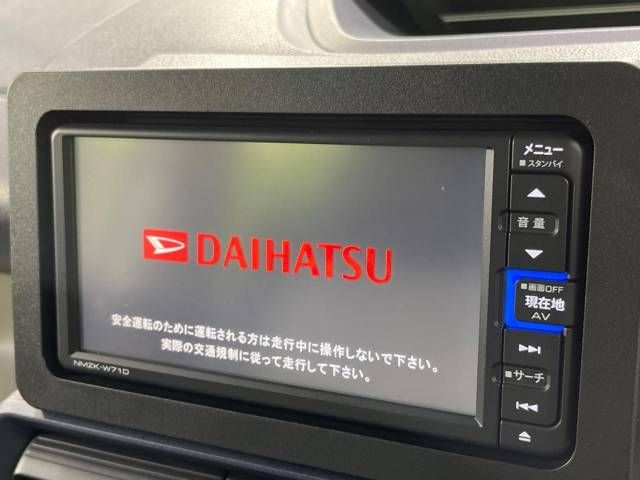 DAIHATSU
安全運転のために運転される方は走行中に操作しないで下さい。
実際の交通規制に従って走行して下さい。
NMZK-W71D
メニュー
■スタンバイ
音量
■画面OFF
現在地
AV
■サーチ